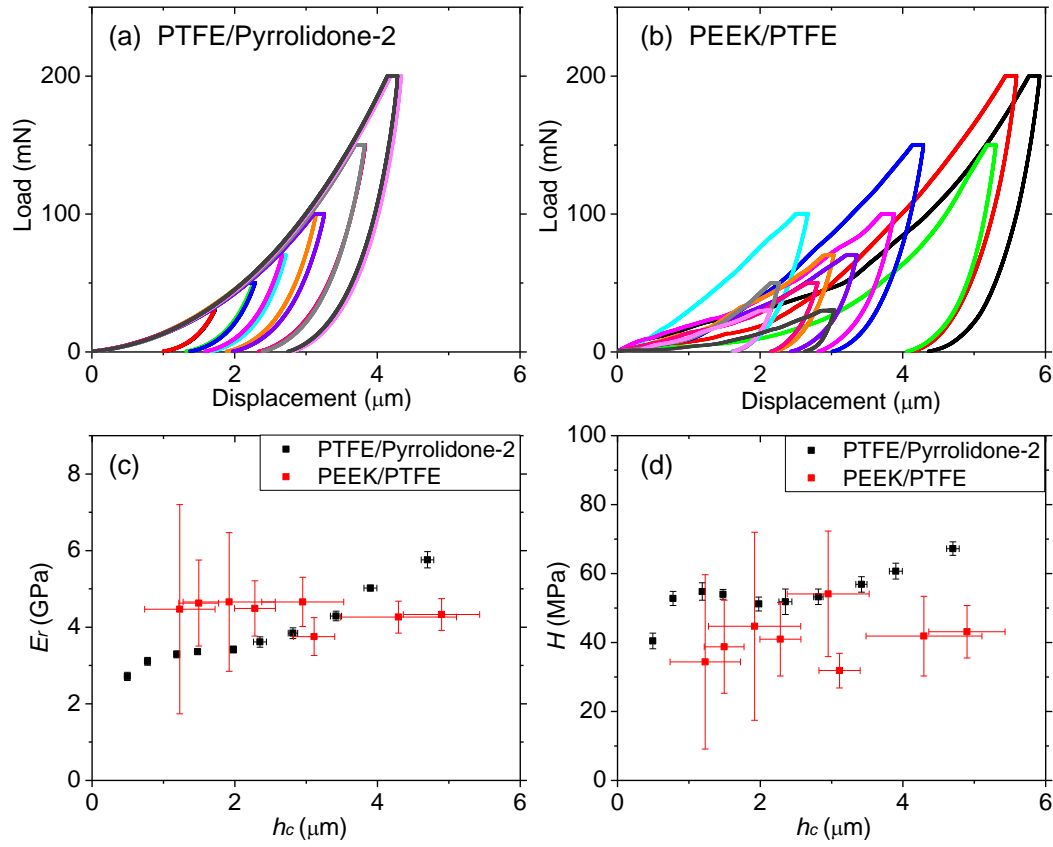 (a) PTFE/Pyrrolidone-2
200
100
0
Load (mN)
0 2 4 6
Displacement (μm)
(b) PEEK/PTFE
200
100
0
Load (mN)
0 2 4 6
Displacement (μm)
(c)
PTFE/Pyrrolidone-2
PEEK/PTFE
8
6
4
2
0
Er (GPa)
0 2 4 6
hc (μm)
(d)
PTFE/Pyrrolidone-2
PEEK/PTFE
100
80
60
40
20
0
H (MPa)
0 2 4 6
hc (μm)